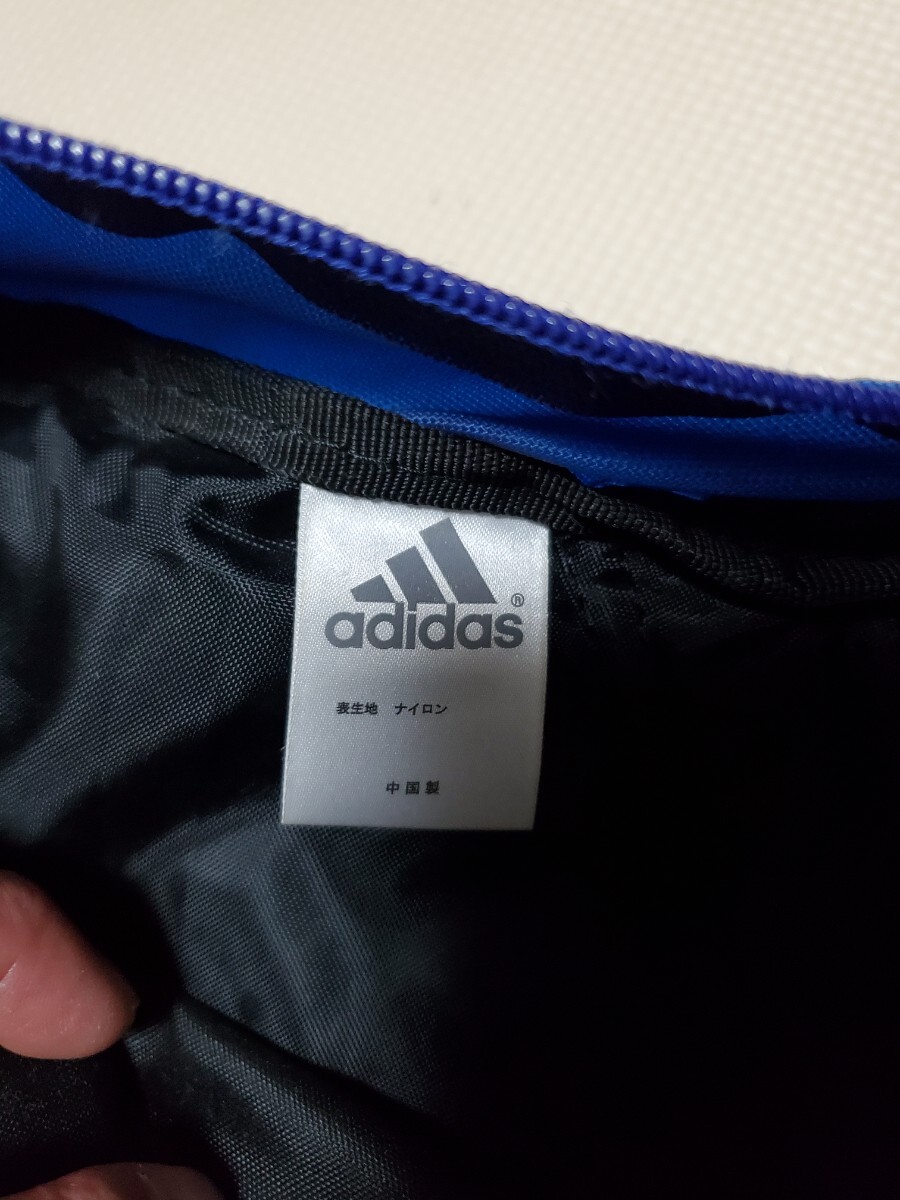 adidas®
表生地 ナイロン
中国製